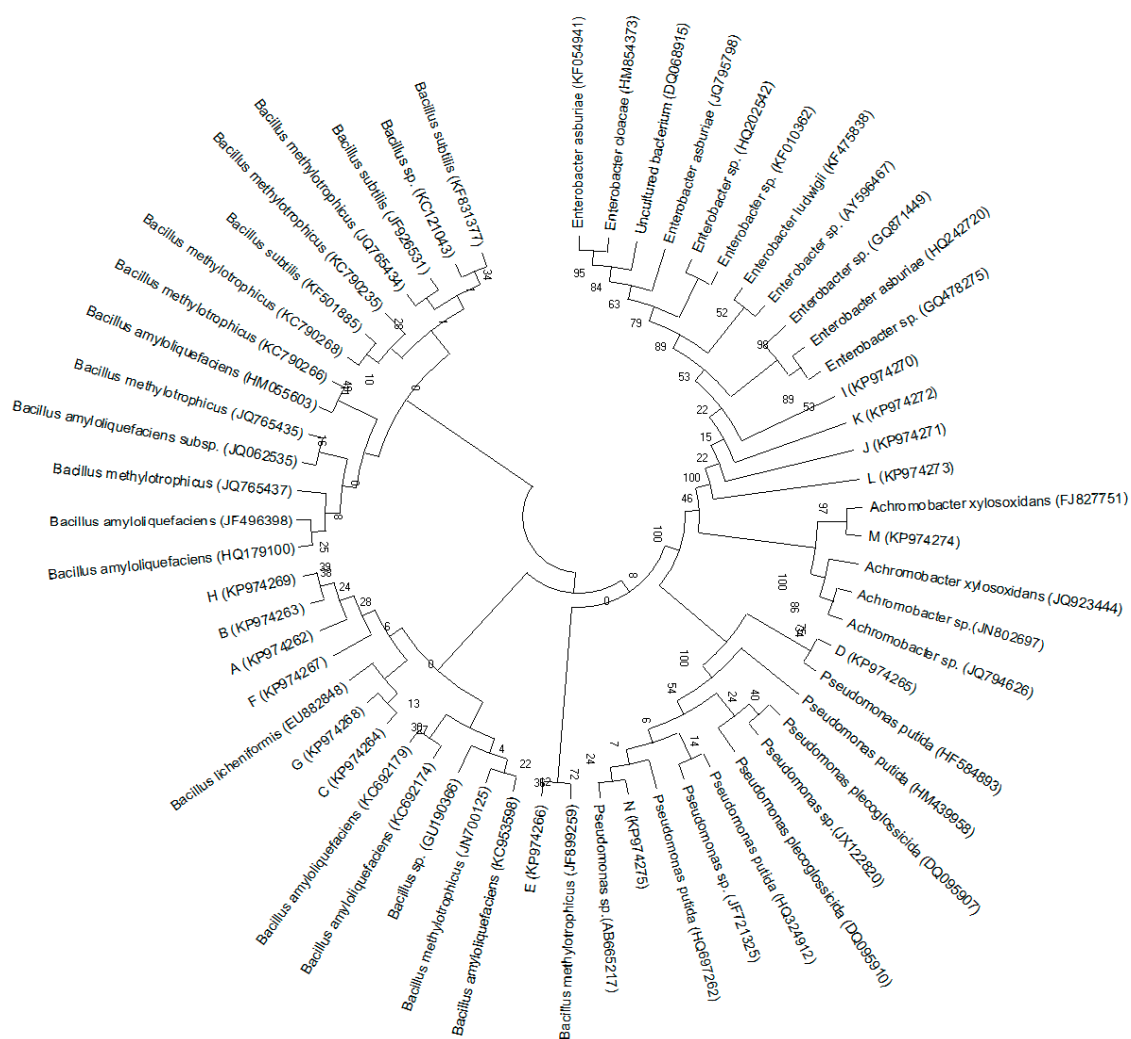 Enterobacter asburiae (KF054941)
Enterobacter cloacae (HM854373)
Uncultured bacterium (DQ068915)
Enterobacter asburiae (JQ795798)
Enterobacter sp. (HQ202542)
Enterobacter sp. (KF010362)
Enterobacter ludwigii (KF475838)
Enterobacter sp. (AY596467)
Enterobacter sp. (GQ871449)
Enterobacter asburiae (HQ242720)
Enterobacter sp. (GQ478275)
I (KP974270)
K (KP974272)
J (KP974271)
L (KP974273)
Achromobacter xylosoxidans (FJ827751)
M (KP974274)
Achromobacter xylosoxidans (JQ923444)
Achromobacter sp.(JN802697)
Achromobacter sp. (JQ794626)
D (KP974265)
Pseudomonas putida (HF584893)
Pseudomonas putida (HM439958)
Pseudomonas plecoglossicida (DQ095907)
Pseudomonas sp.(JX122820)
Pseudomonas plecoglossicida (DQ095910)
Pseudomonas putida (HQ324912)
Pseudomonas sp. (JF721325)
Pseudomonas putida (HQ697262)
N (KP974275)
Pseudomonas sp.(AB665217)
Bacillus methylotrophicus (JF899259)
E (KP974266)
Bacillus amyloliquefaciens (KC953598)
Bacillus methylotrophicus (JN700125)
Bacillus sp. (GU190366)
Bacillus amyloliquefaciens (KC692174)
Bacillus amyloliquefaciens (KC692179)
C (KP974264)
G (KP974268)
Bacillus licheniformis (EU882848)
F (KP974267)
A (KP974262)
B (KP974263)
H (KP974269)
Bacillus amyloliquefaciens (HQ179100)
Bacillus amyloliquefaciens (JF496398)
Bacillus methylotrophicus (JQ765437)
Bacillus amyloliquefaciens subsp. (JQ062535)
Bacillus methylotrophicus (JQ765435)
Bacillus amyloliquefaciens (HM055603)
Bacillus methylotrophicus (KC790266)
Bacillus methylotrophicus (KC790268)
Bacillus subtrilis (KF501885)
Bacillus methylotrophicus (KC790235)
Bacillus methylotrophicus (JQ765434)
Bacillus subtilis (JF926531)
Bacillus sp. (KC121043)
Bacillus subtilis (KF831377)
95
84
63
79
52
89
98
53
89
53
22
15
22
100
46
97
100
86
100
8
0
100
54
24
40
6
14
7
24
72
22
4
13
0
6
28
24
38
25
8
0
16
10
28
34
0